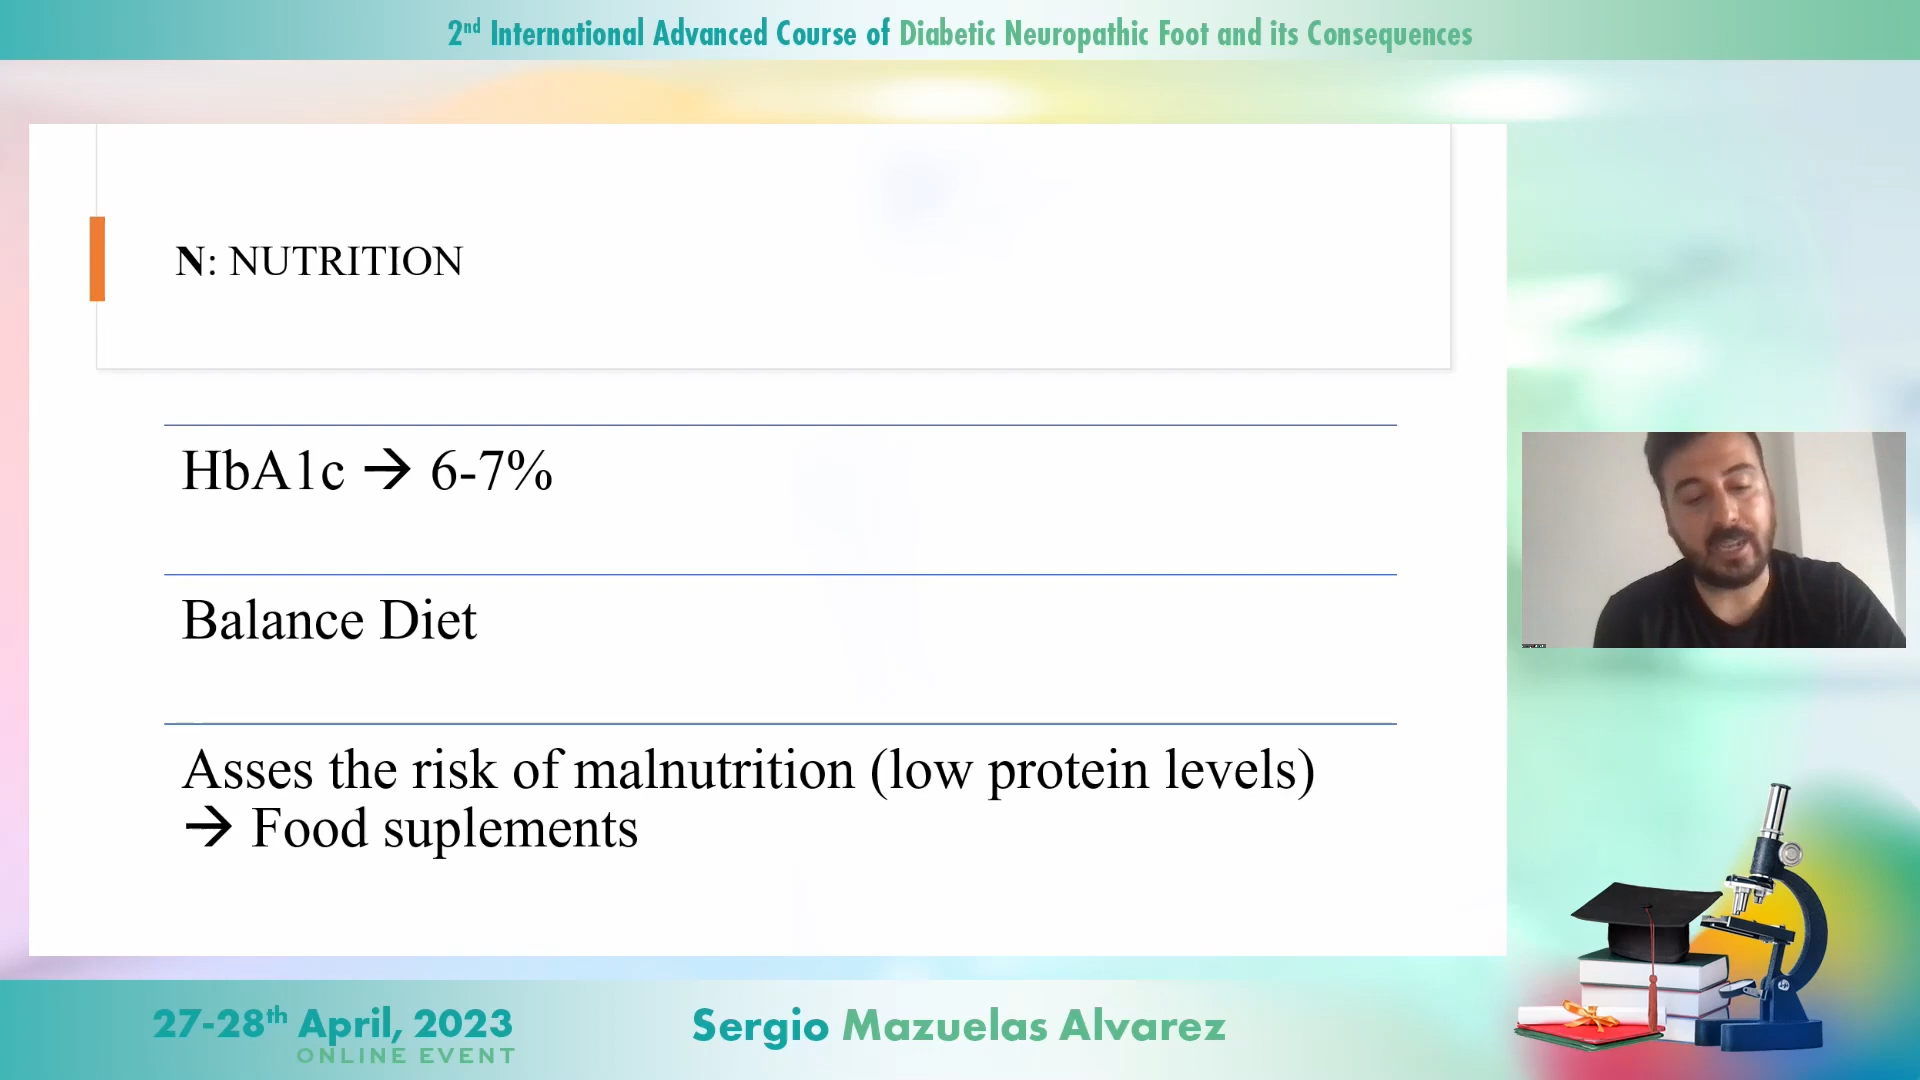 2nd International Advanced Course of Diabetic Neuropathic Foot and its Consequences
N: NUTRITION
HbA1c → 6-7%
Balance Diet
Asses the risk of malnutrition (low protein levels)
→ Food suplements
27-28th April, 2023
ONLINE EVENT
Sergio Mazuelas Alvarez